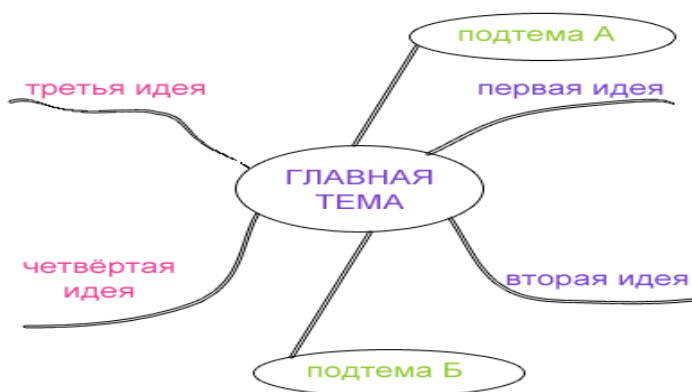 подтема А
третья идея
первая идея
ГЛАВНАЯ
ТЕМА
четвёртая
идея
вторая идея
подтема Б